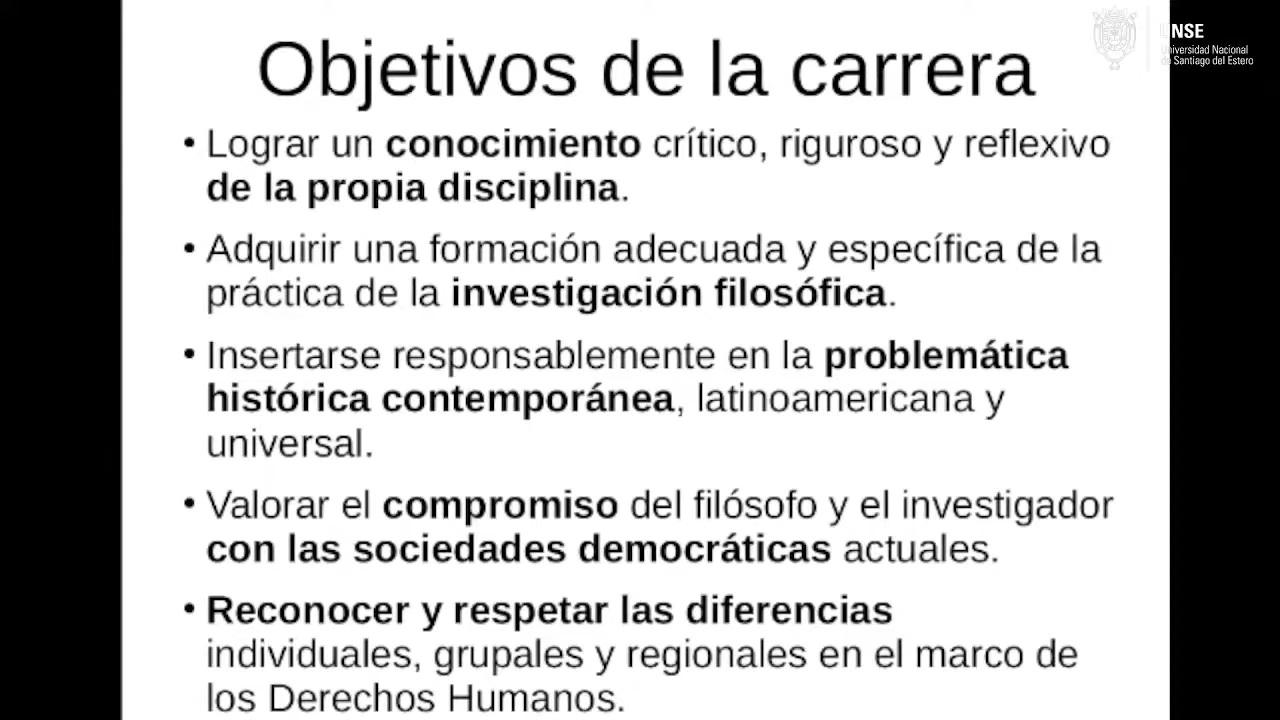 Objetivos de la carrera
• Lograr un conocimiento crítico, riguroso y reflexivo
de la propia disciplina.
• Adquirir una formación adecuada y específica de la
práctica de la investigación filosófica.
• Insertarse responsablemente en la problemática
histórica contemporánea, latinoamericana y
universal.
• Valorar el compromiso del filósofo y el investigador
con las sociedades democráticas actuales.
• Reconocer y respetar las diferencias
individuales, grupales y regionales en el marco de
los Derechos Humanos.
UNSE
Universidad Nacional
de Santiago del Estero